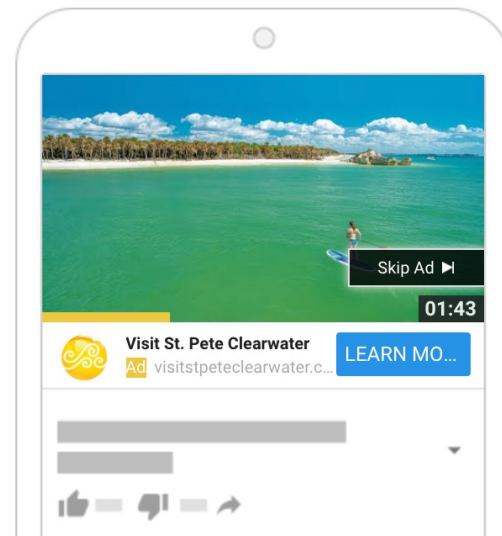 Skip Ad
01:43
Visit St. Pete Clearwater
LEARN MO...
Ad visitstpeteclearwater.c...